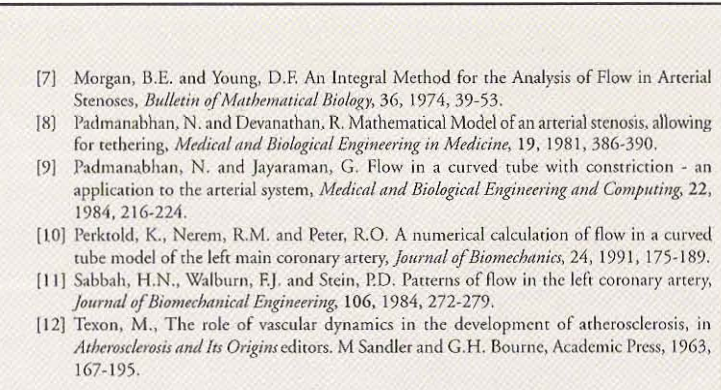 [7] Morgan, B.E. and Young, D.F. An Integral Method for the Analysis of Flow in Arterial
Stenoses, Bulletin of Mathematical Biology, 36, 1974, 39-53.
[8] Padmanabhan, N. and Devanathan, R. Mathematical Model of an arterial stenosis, allowing
for tethering, Medical and Biological Engineering in Medicine, 19, 1981, 386-390.
[9] Padmanabhan, N. and Jayaraman, G. Flow in a curved tube with constriction - an
application to the arterial system, Medical and Biological Engineering and Computing, 22,
1984, 216-224.
[10] Perktold, K., Nerem, R.M. and Peter, R.O. A numerical calculation of flow in a curved
tube model of the left main coronary artery, Journal of Biomechanics, 24, 1991, 175-189.
[11] Sabbah, H.N., Walburn, F.J. and Stein, P.D. Patterns of flow in the left coronary artery,
Journal of Biomechanical Engineering, 106, 1984, 272-279.
[12] Texon, M., The role of vascular dynamics in the development of atherosclerosis, in
Atherosclerosis and Its Origins editors. M Sandler and G.H. Bourne, Academic Press, 1963,
167-195.